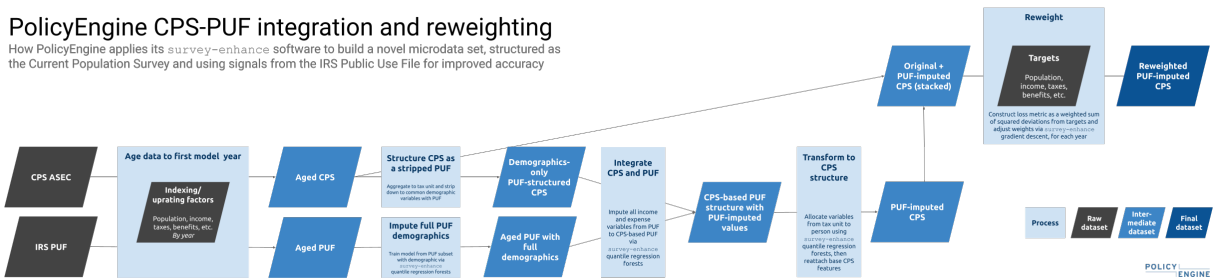 PolicyEngine CPS-PUF integration and reweighting
How PolicyEngine applies its survey-enhance software to build a novel microdata set, structured as
the Current Population Survey and using signals from the IRS Public Use File for improved accuracy
Reweight
Targets
Population,
income, taxes,
benefits, etc.
Construct loss metric as a weighted sum
of squared deviations from targets and
adjust weights via survey-enhance
gradient descent, for each year
Original +
PUF-imputed
CPS (stacked)
Reweighted
PUF-imputed
CPS
CPS ASEC
IRS PUF
Age data to first model year
Indexing/
uprating factors
Population, income,
taxes, benefits, etc.
By year
Aged CPS
Aged PUF
Structure CPS as
a stripped PUF
Aggregate to tax unit and strip
down to common demographic
variables with PUF
Impute full PUF
demographics
Train model from PUF subset
with demographic via
survey-enhance
quantile regression forests
Demographics-
only
PUF-structured
CPS
Aged PUF with
full
demographics
Integrate
CPS and PUF
Impute all income
and expense
variables from PUF
to CPS-based PUF
via
survey-enhance
quantile regression
forests
CPS-based PUF
structure with
PUF-imputed
values
Transform to
CPS
structure
Allocate variables
from tax unit to
person using
survey-enhance
quantile regression
forests, then
reattach base CPS
features
PUF-imputed
CPS
Process
Raw
dataset
Inter-
mediate
dataset
Final
dataset
POLICY
ENGINE